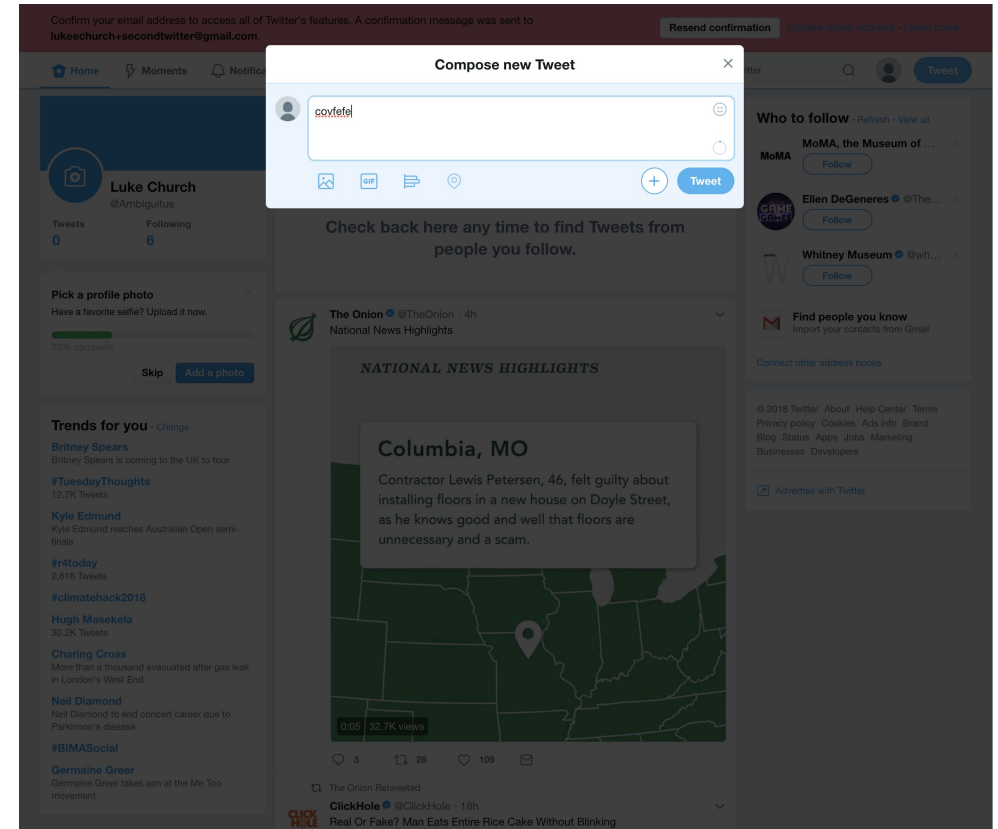 Confirm your email address to access all of Twitter's features. A confirmation message was sent to
lukeechurch+secondtwitter@gmail.com.
Resend confirmation
Update email address · Learn more
Home
Moments
Notifica
Compose new Tweet
itter
Tweet
covfefe
GIF
Tweet
Luke Church
@Ambiguitus
Tweets
Following
0
6
Pick a profile photo
Have a favorite selfie? Upload it now.
30% complete
Skip
Add a photo
Trends for you · Change
Britney Spears
Britney Spears is coming to the UK to tour
#TuesdayThoughts
12.7K Tweets
Kyle Edmund
Kyle Edmund reaches Australian Open semi-
finals
#r4today
2,618 Tweets
#climatehack2018
Hugh Masekela
30.2K Tweets
Charing Cross
More than a thousand evacuated after gas leak
in London's West End
Neil Diamond
Neil Diamond to end concert career due to
Parkinson's disease
#BIMASocial
Germaine Greer
Germaine Greer takes aim at the Me Too
movement
Check back here any time to find Tweets from
people you follow.
The Onion @TheOnion · 4h
National News Highlights
NATIONAL NEWS HIGHLIGHTS
Columbia, MO
Contractor Lewis Petersen, 46, felt guilty about
installing floors in a new house on Doyle Street,
as he knows good and well that floors are
unnecessary and a scam.
0:05 32.7K views
3
28
109
The Onion Retweeted
CLICK
HOLE
ClickHole @ClickHole · 18h
Real Or Fake? Man Eats Entire Rice Cake Without Blinking
Who to follow · Refresh · View all
MoMA
MoMA, the Museum of ...
Follow
GAME
GAMES
Ellen DeGeneres @The...
Follow
Whitney Museum @wh...
Follow
Find people you know
Import your contacts from Gmail
Connect other address books
© 2018 Twitter About Help Center Terms
Privacy policy Cookies Ads info Brand
Blog Status Apps Jobs Marketing
Businesses Developers
Advertise with Twitter